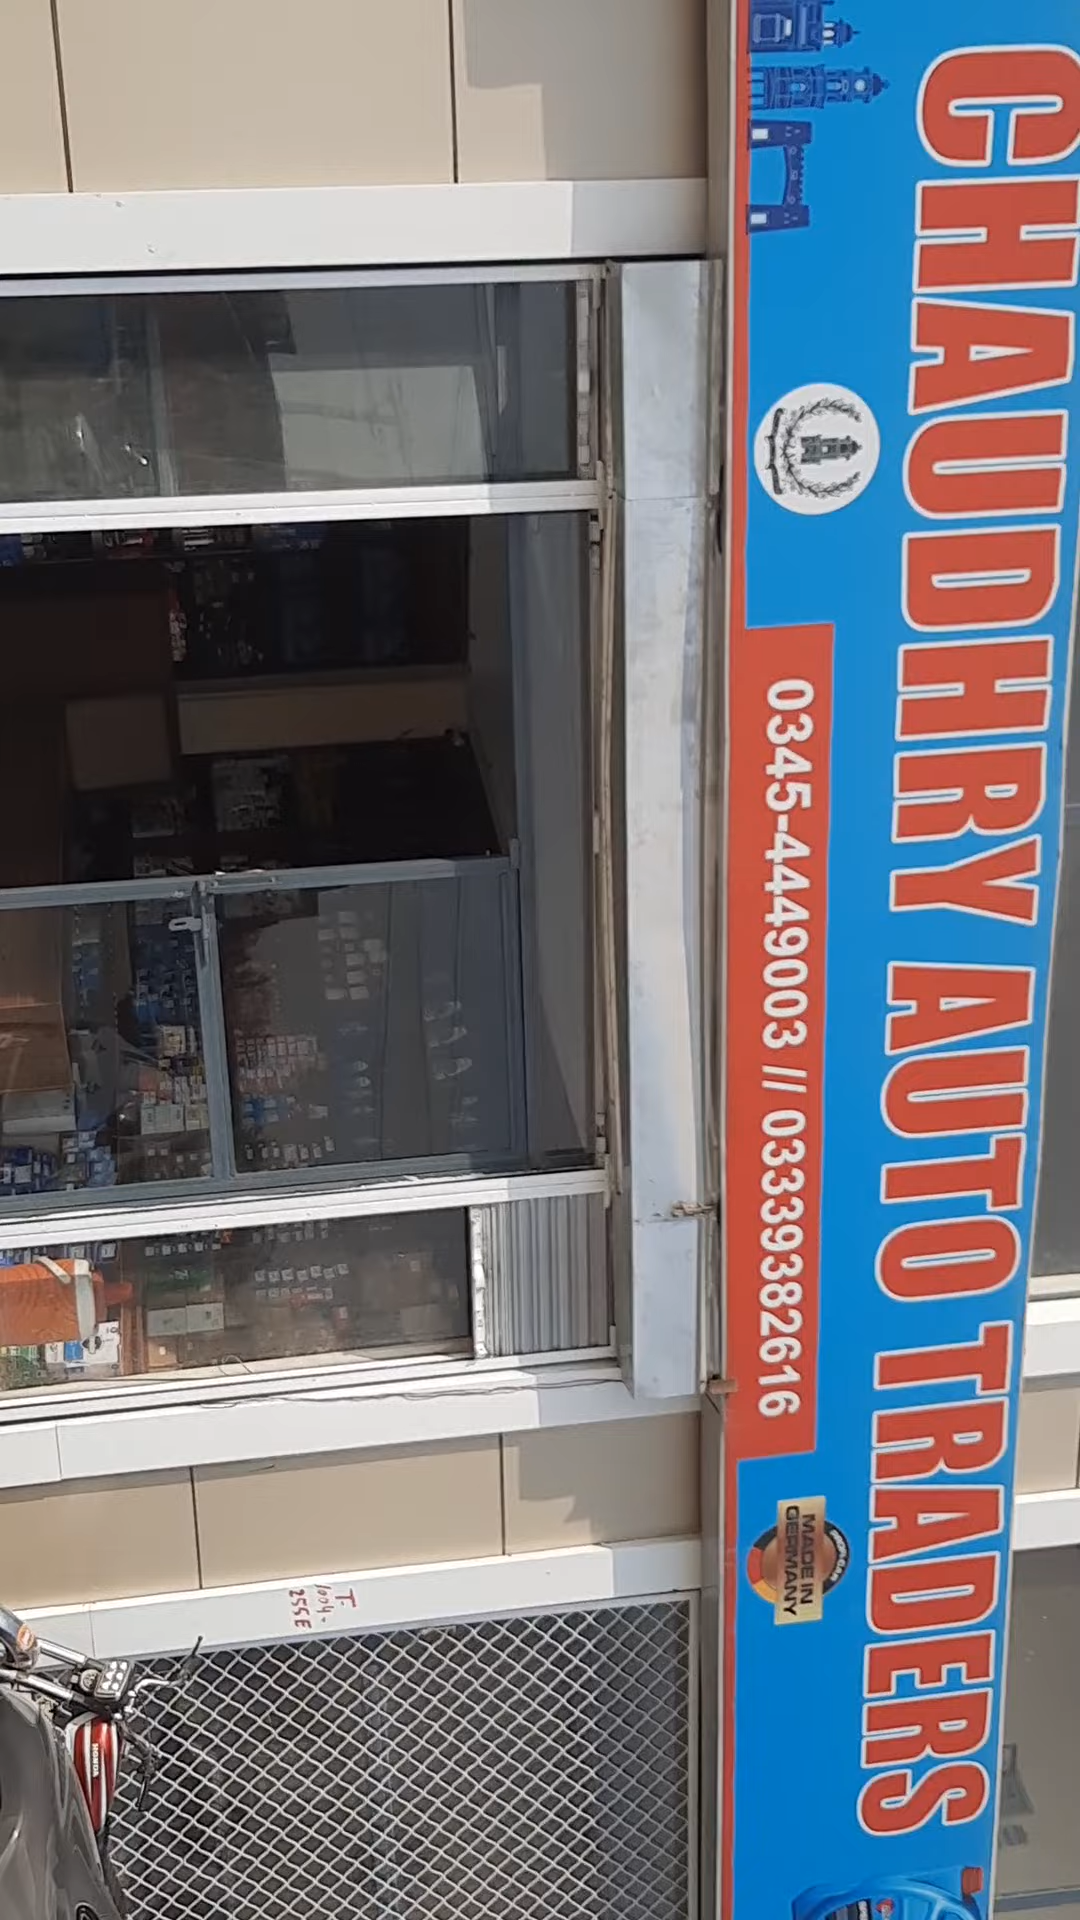 CHAUDHRY AUTO TRADERS
0345-4449003 // 03339382616
MADE IN
GERMANY
T-
1004-
255E
HONDA